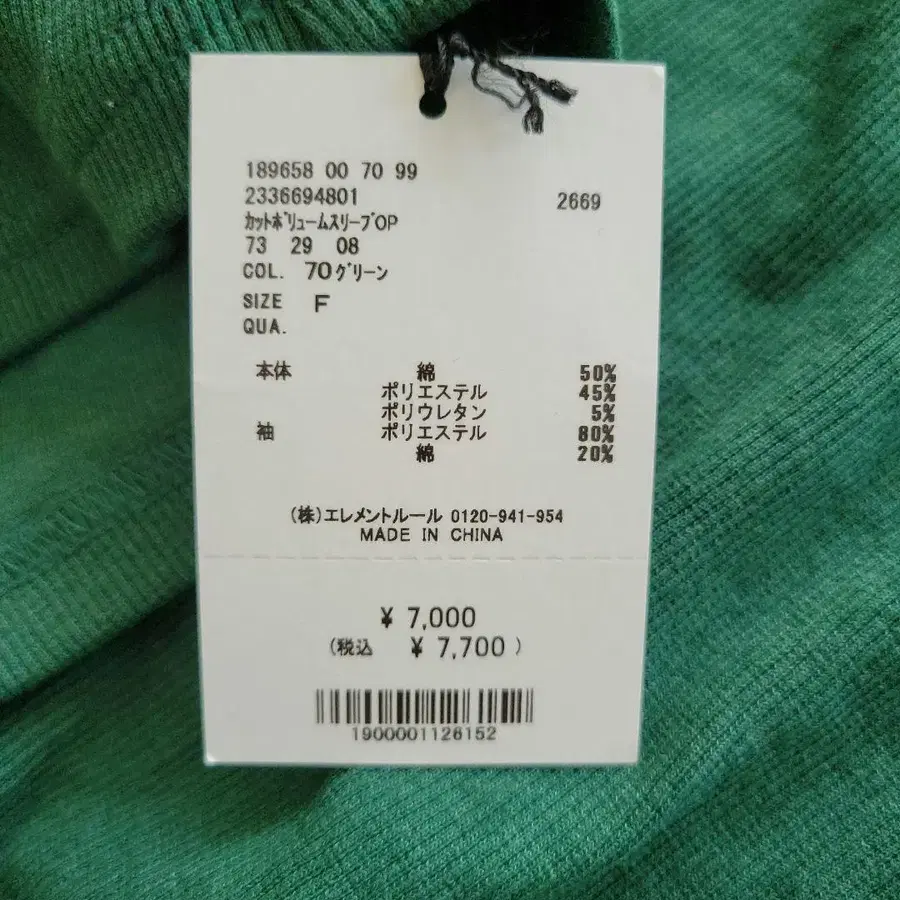 189658 00 70 99
2336694801
2669
ｶｯﾄﾎﾞﾘｭｰﾑｽﾘｰﾌﾞOP
73 29 08
COL. 70ｸﾞﾘｰﾝ
SIZE F
QUA.
本体 綿 50%
ポリエステル 45%
ポリウレタン 5%
袖 ポリエステル 80%
綿 20%
(株)エレメントルール 0120-941-954
MADE IN CHINA
¥ 7,000
(税込 ¥ 7,700 )
1900001126152